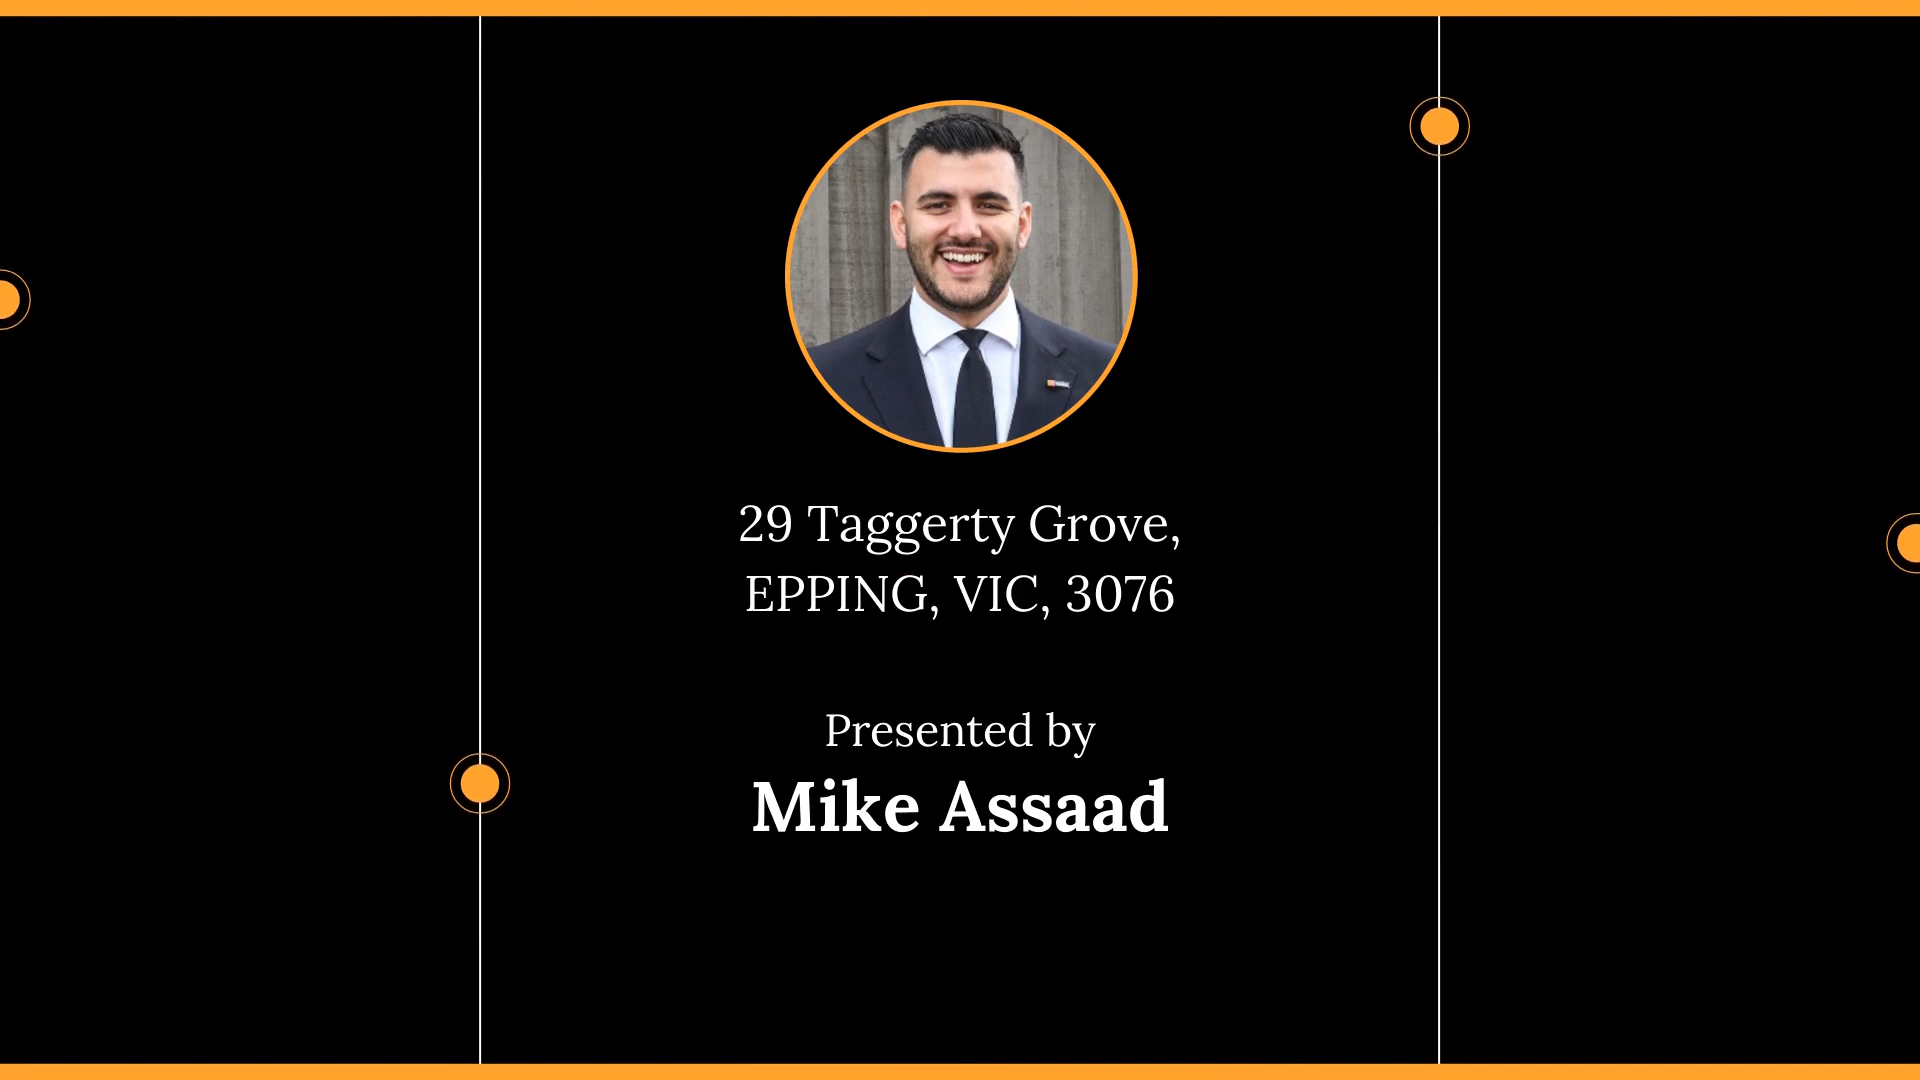 29 Taggerty Grove,
EPPING, VIC, 3076
Presented by
Mike Assaad